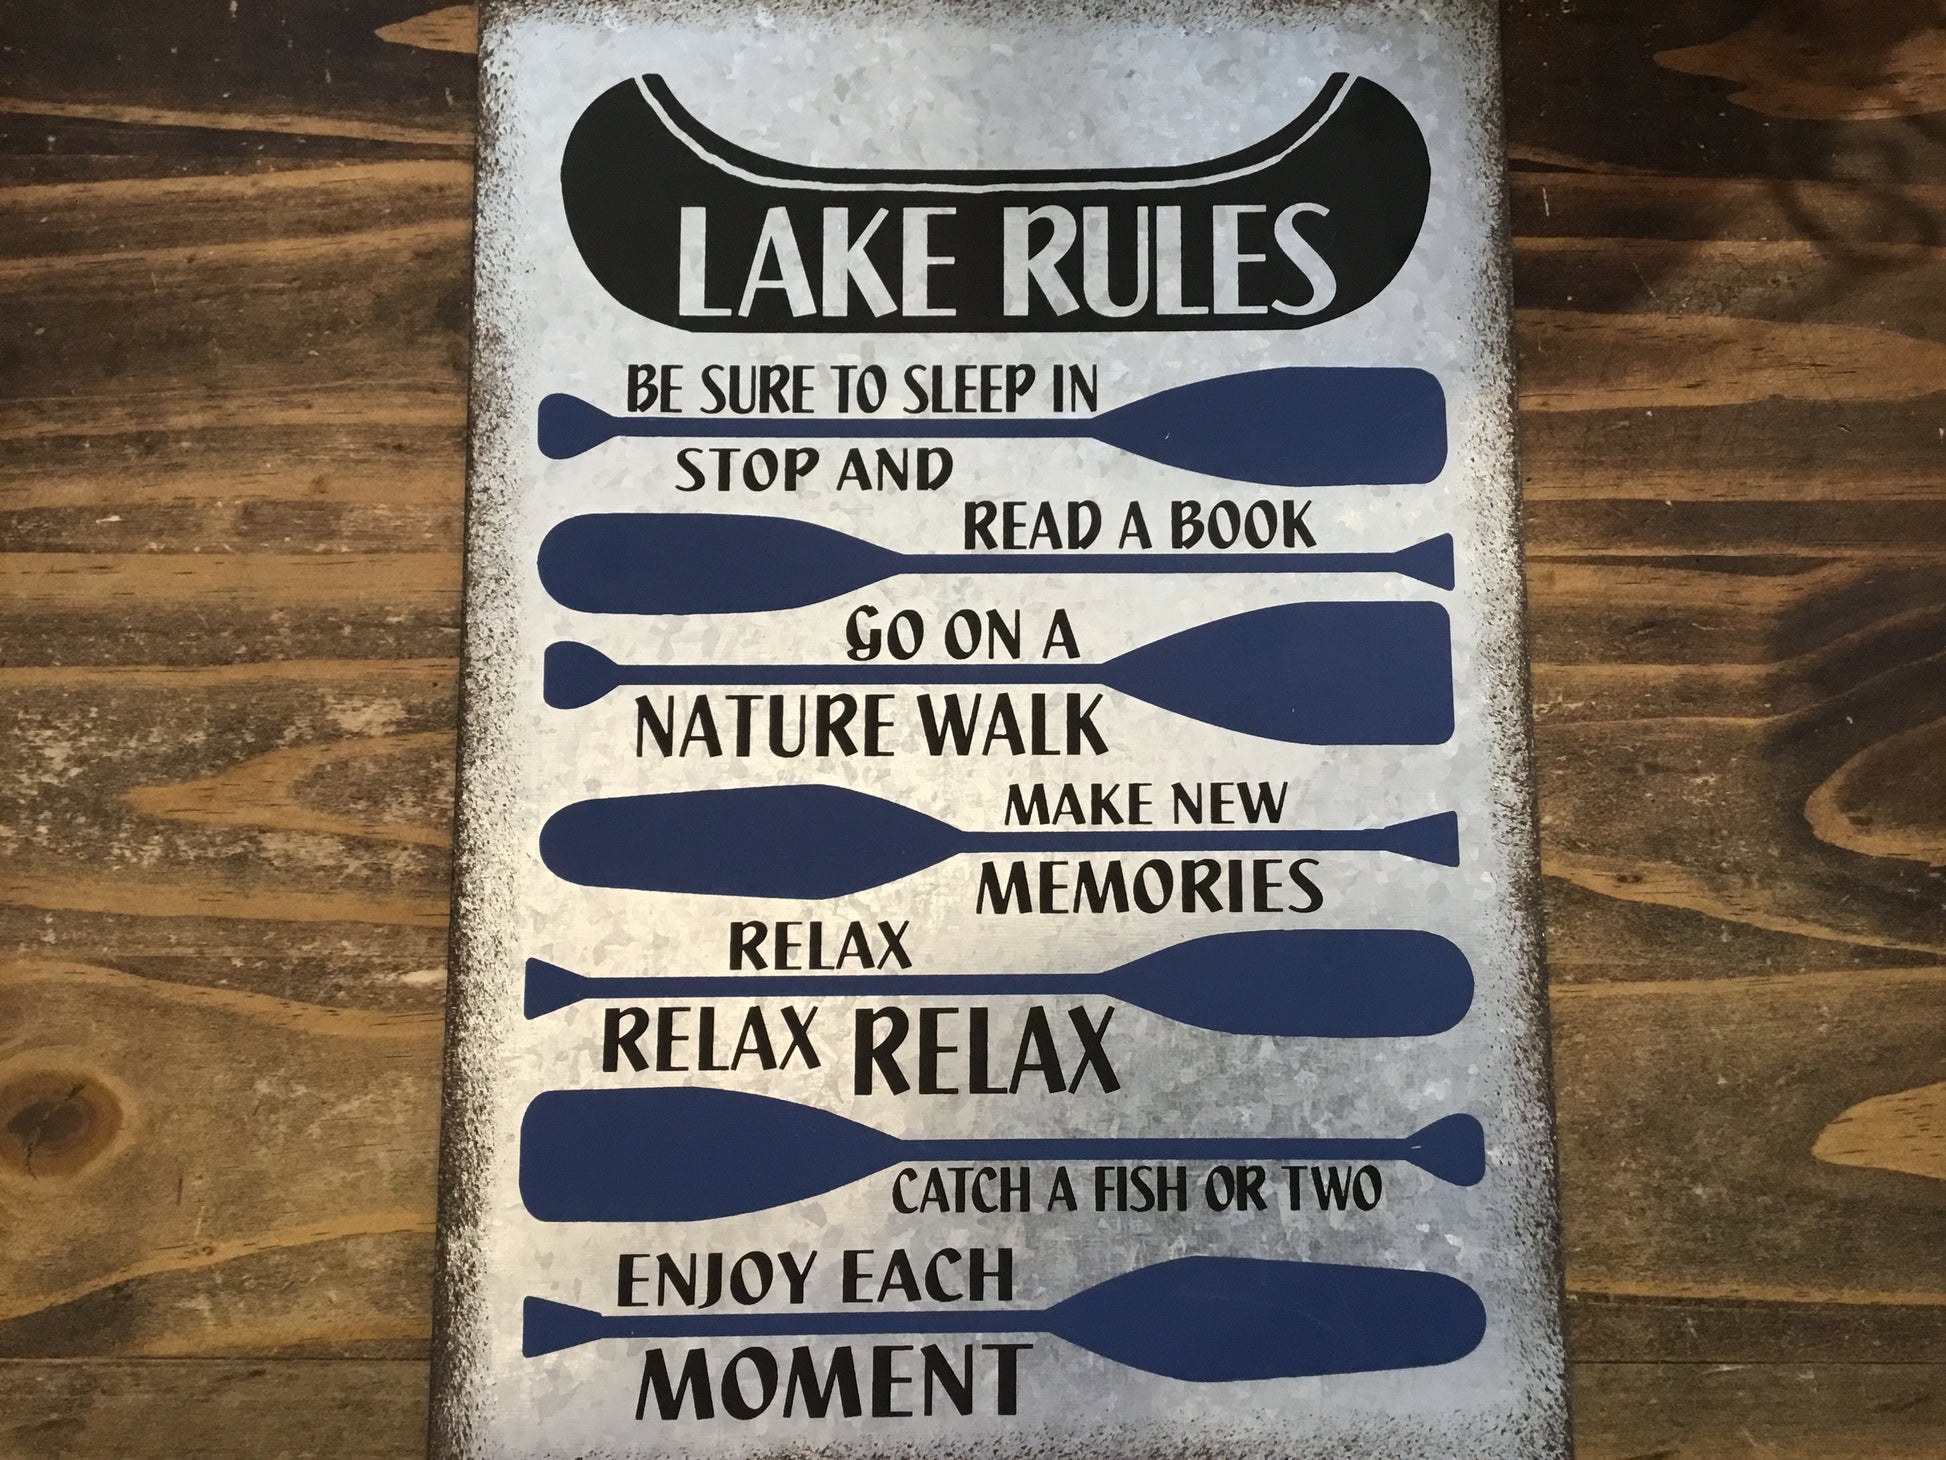 LAKE RULES
BE SURE TO SLEEP IN
STOP AND
READ A BOOK
GO ON A
NATURE WALK
MAKE NEW
MEMORIES
RELAX
RELAX RELAX
CATCH A FISH OR TWO
ENJOY EACH
MOMENT